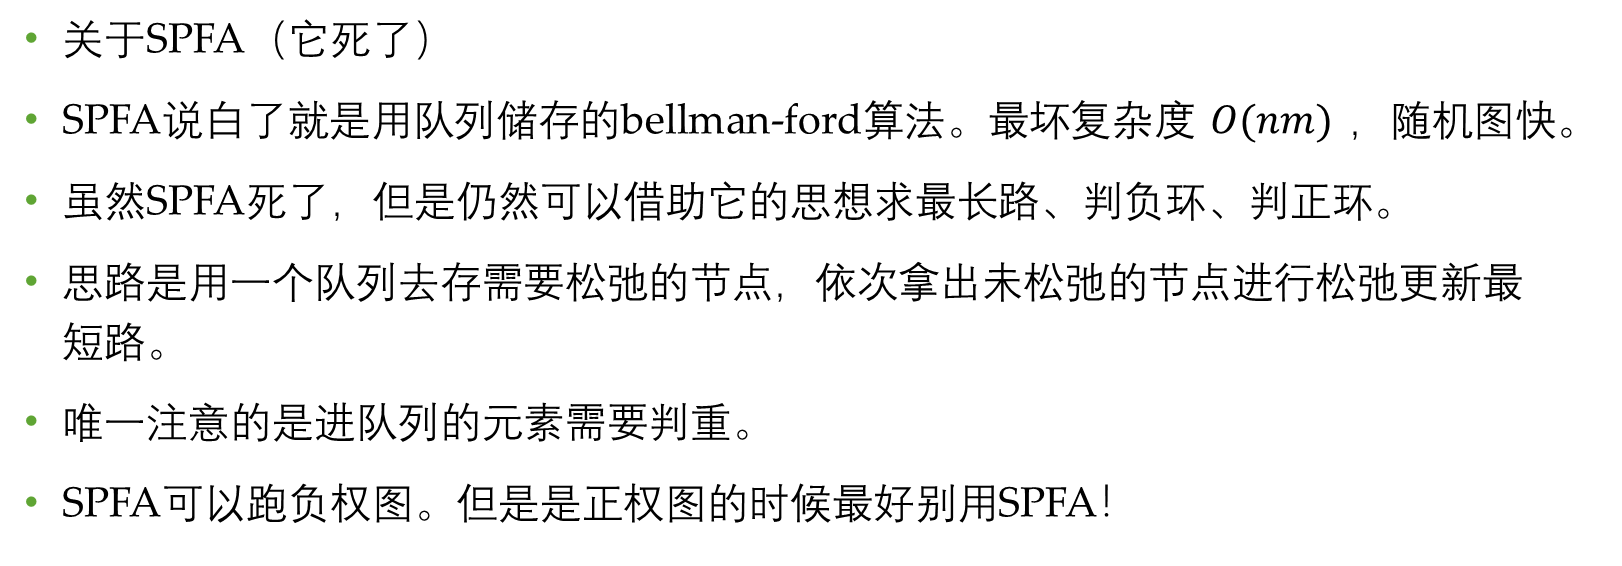 • 关于SPFA（它死了）
• SPFA说白了就是用队列储存的bellman-ford算法。最坏复杂度 O(nm) ，随机图快。
• 虽然SPFA死了，但是仍然可以借助它的思想求最长路、判负环、判正环。
• 思路是用一个队列去存需要松弛的节点，依次拿出未松弛的节点进行松弛更新最
短路。
• 唯一注意的是进队列的元素需要判重。
• SPFA可以跑负权图。但是是正权图的时候最好别用SPFA！